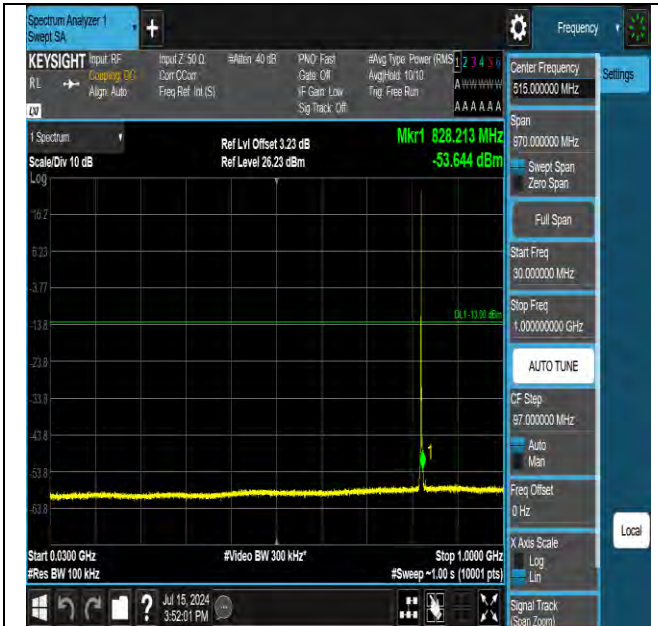 Spectrum Analyzer 1
Swept SA
+
Frequency
Settings
KEYSIGHT
RL
LXI
Input: RF
Coupling: DC
Align: Auto
Input Z: 50 Ω
Corr CCorr
Freq Ref: Int (S)
#Atten: 40 dB
PNO: Fast
Gate: Off
IF Gain: Low
Sig Track: Off
#Avg Type: Power (RMS
Avg|Hold: 10/10
Trig: Free Run
1 2 3 4 5 6
A W W W W W
A A A A A A
1 Spectrum
Scale/Div 10 dB
Log
Ref Lvl Offset 3.23 dB
Ref Level 26.23 dBm
Mkr1 828.213 MHz
-53.644 dBm
16.2
6.23
-3.77
DL1 -13.00 dBm
-13.8
-23.8
-33.8
-43.8
1
-53.8
-63.8
Start 0.0300 GHz
#Video BW 300 kHz*
Stop 1.0000 GHz
#Res BW 100 kHz
#Sweep ~1.00 s (10001 pts)
Center Frequency
515.000000 MHz
Span
970.000000 MHz
Swept Span
Zero Span
Full Span
Start Freq
30.000000 MHz
Stop Freq
1.000000000 GHz
AUTO TUNE
CF Step
97.000000 MHz
Auto
Man
Freq Offset
0 Hz
X Axis Scale
Log
Lin
Signal Track
(Span Zoom)
Local
?
Jul 15, 2024
3:52:01 PM